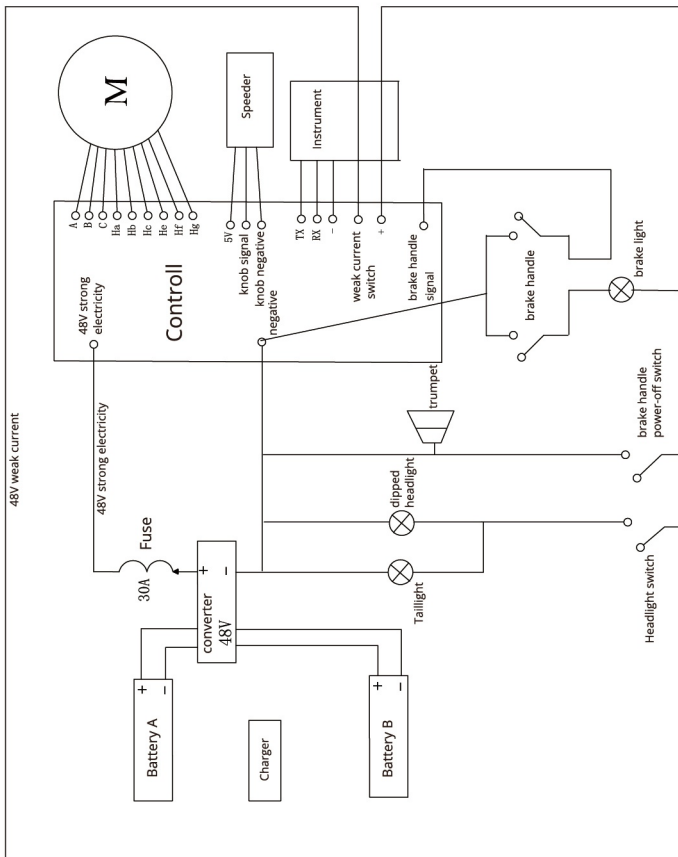 48V weak current
M
Speeder
Instrument
A
B
C
Ha
Hb
Hc
He
Hf
Hg
5V
knob signal
knob negative
TX
RX
-
weak current
switch
+
brake handle
signal
48V strong
electricity
Controll
negative
brake handle
brake light
trumpet
48V strong electricity
brake handle
power-off switch
dipped
headlight
Fuse
30A
+
-
converter
48V
Taillight
Headlight switch
+
-
Battery A
Charger
+
-
Battery B